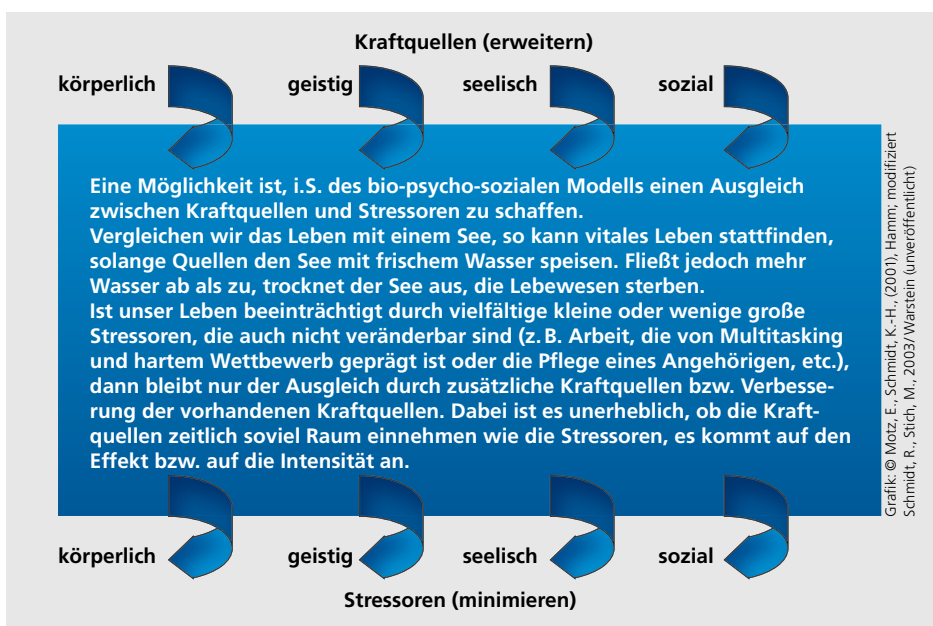 Kraftquellen (erweitern)
körperlich geistig seelisch sozial
Eine Möglichkeit ist, i.S. des bio-psycho-sozialen Modells einen Ausgleich
zwischen Kraftquellen und Stressoren zu schaffen.
Vergleichen wir das Leben mit einem See, so kann vitales Leben stattfinden,
solange Quellen den See mit frischem Wasser speisen. Fließt jedoch mehr
Wasser ab als zu, trocknet der See aus, die Lebewesen sterben.
Ist unser Leben beeinträchtigt durch vielfältige kleine oder wenige große
Stressoren, die auch nicht veränderbar sind (z. B. Arbeit, die von Multitasking
und hartem Wettbewerb geprägt ist oder die Pflege eines Angehörigen, etc.),
dann bleibt nur der Ausgleich durch zusätzliche Kraftquellen bzw. Verbesse-
rung der vorhandenen Kraftquellen. Dabei ist es unerheblich, ob die Kraft-
quellen zeitlich soviel Raum einnehmen wie die Stressoren, es kommt auf den
Effekt bzw. auf die Intensität an.
körperlich geistig seelisch sozial
Stressoren (minimieren)
Grafik: © Motz, E., Schmidt, K.-H., (2001), Hamm; modifiziert
Schmidt, R., Stich, M., 2003/Warstein (unveröffentlicht)